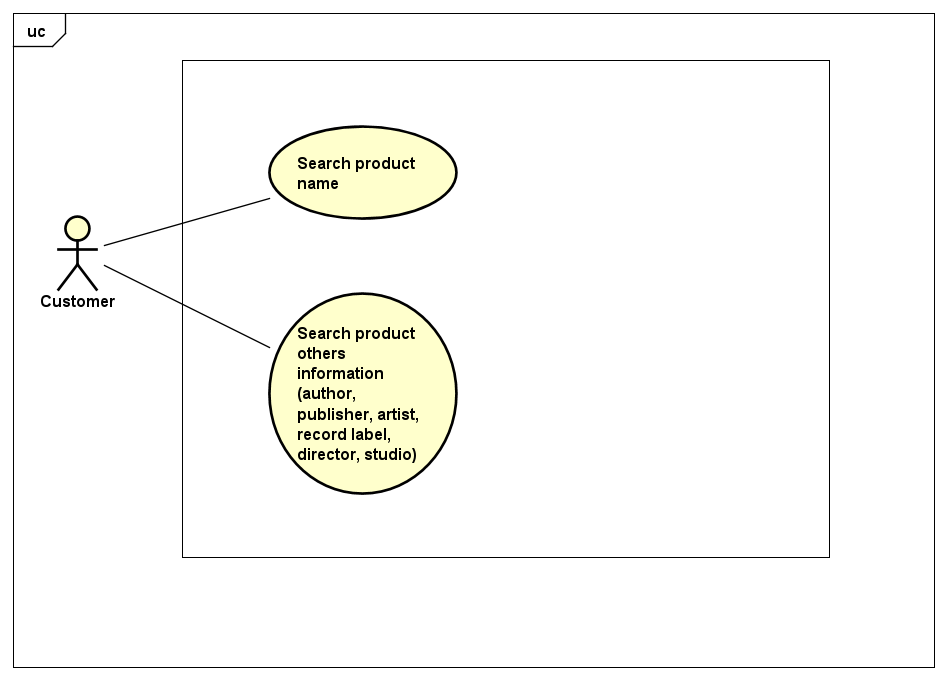 uc
Search product
name
Customer
Search product
others
information
(author,
publisher, artist,
record label,
director, studio)